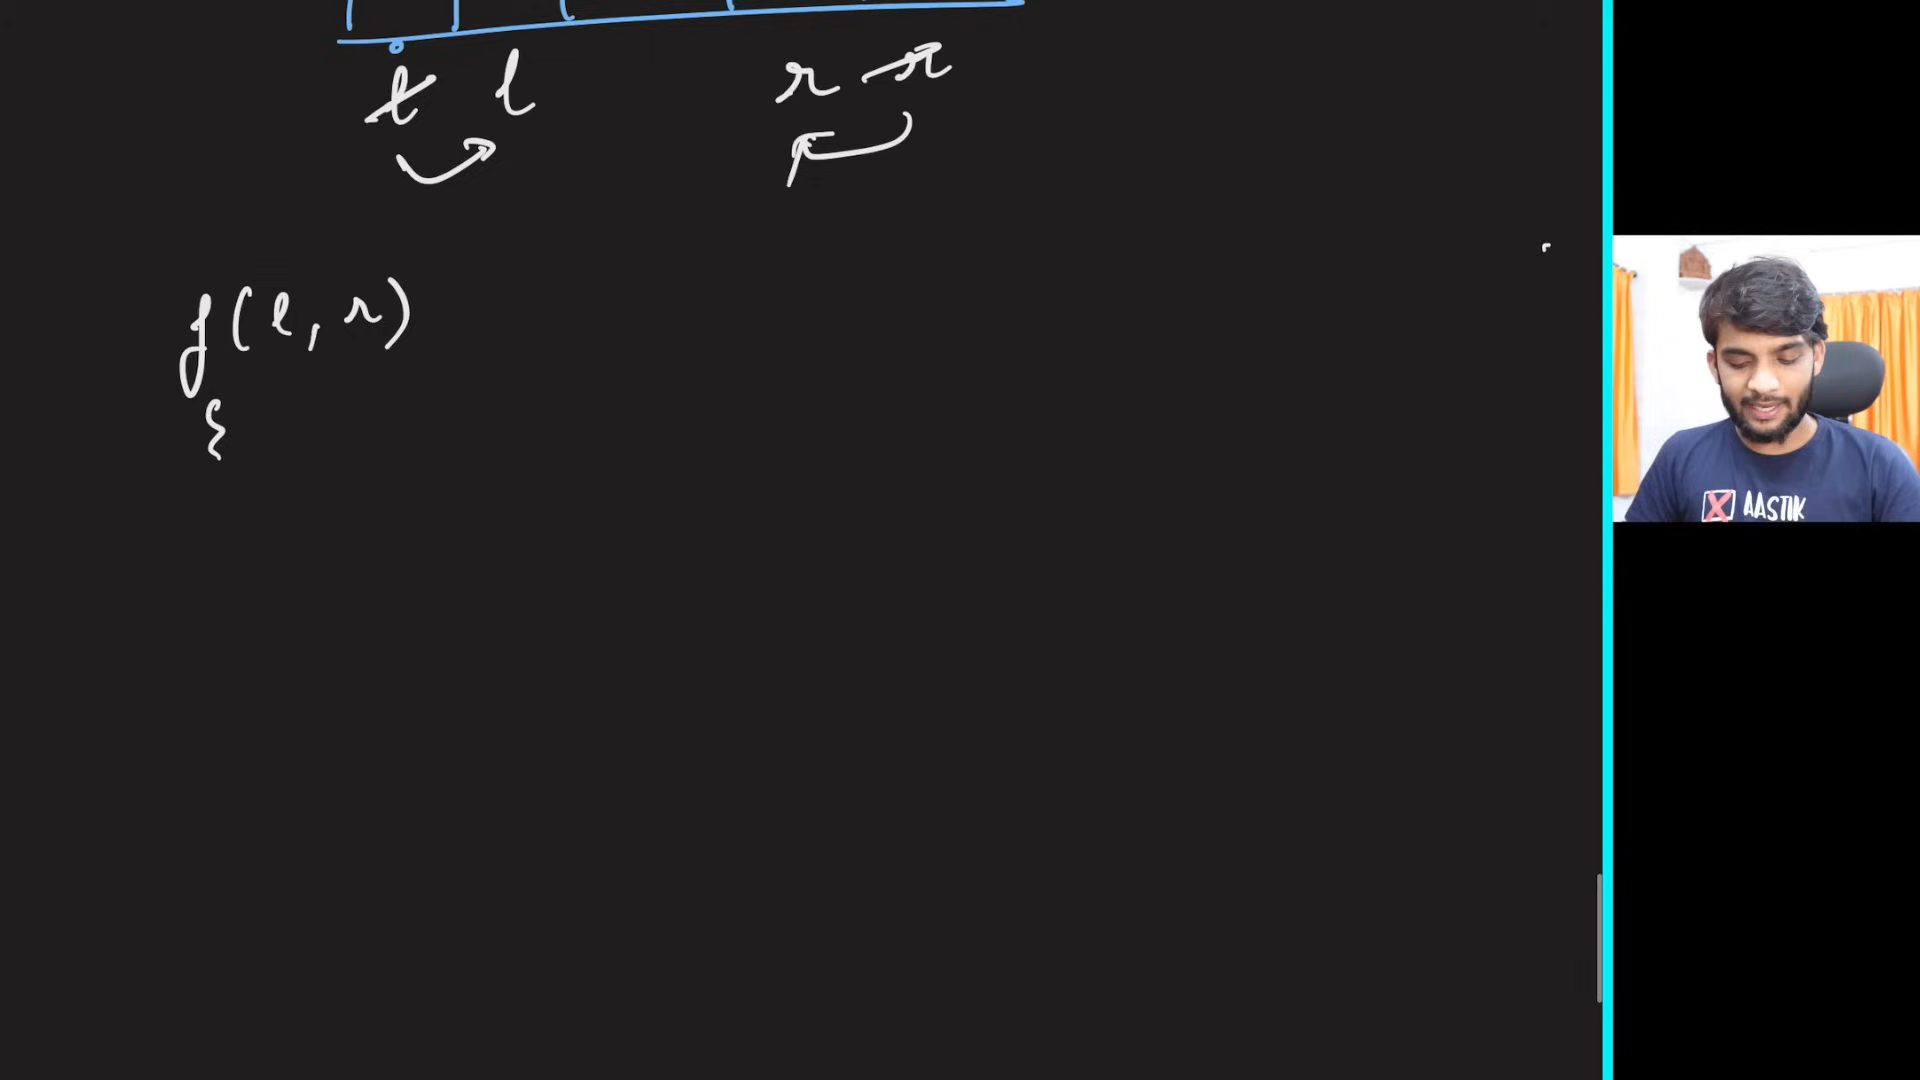 l l r r
f(l, r)
{
AASTIK